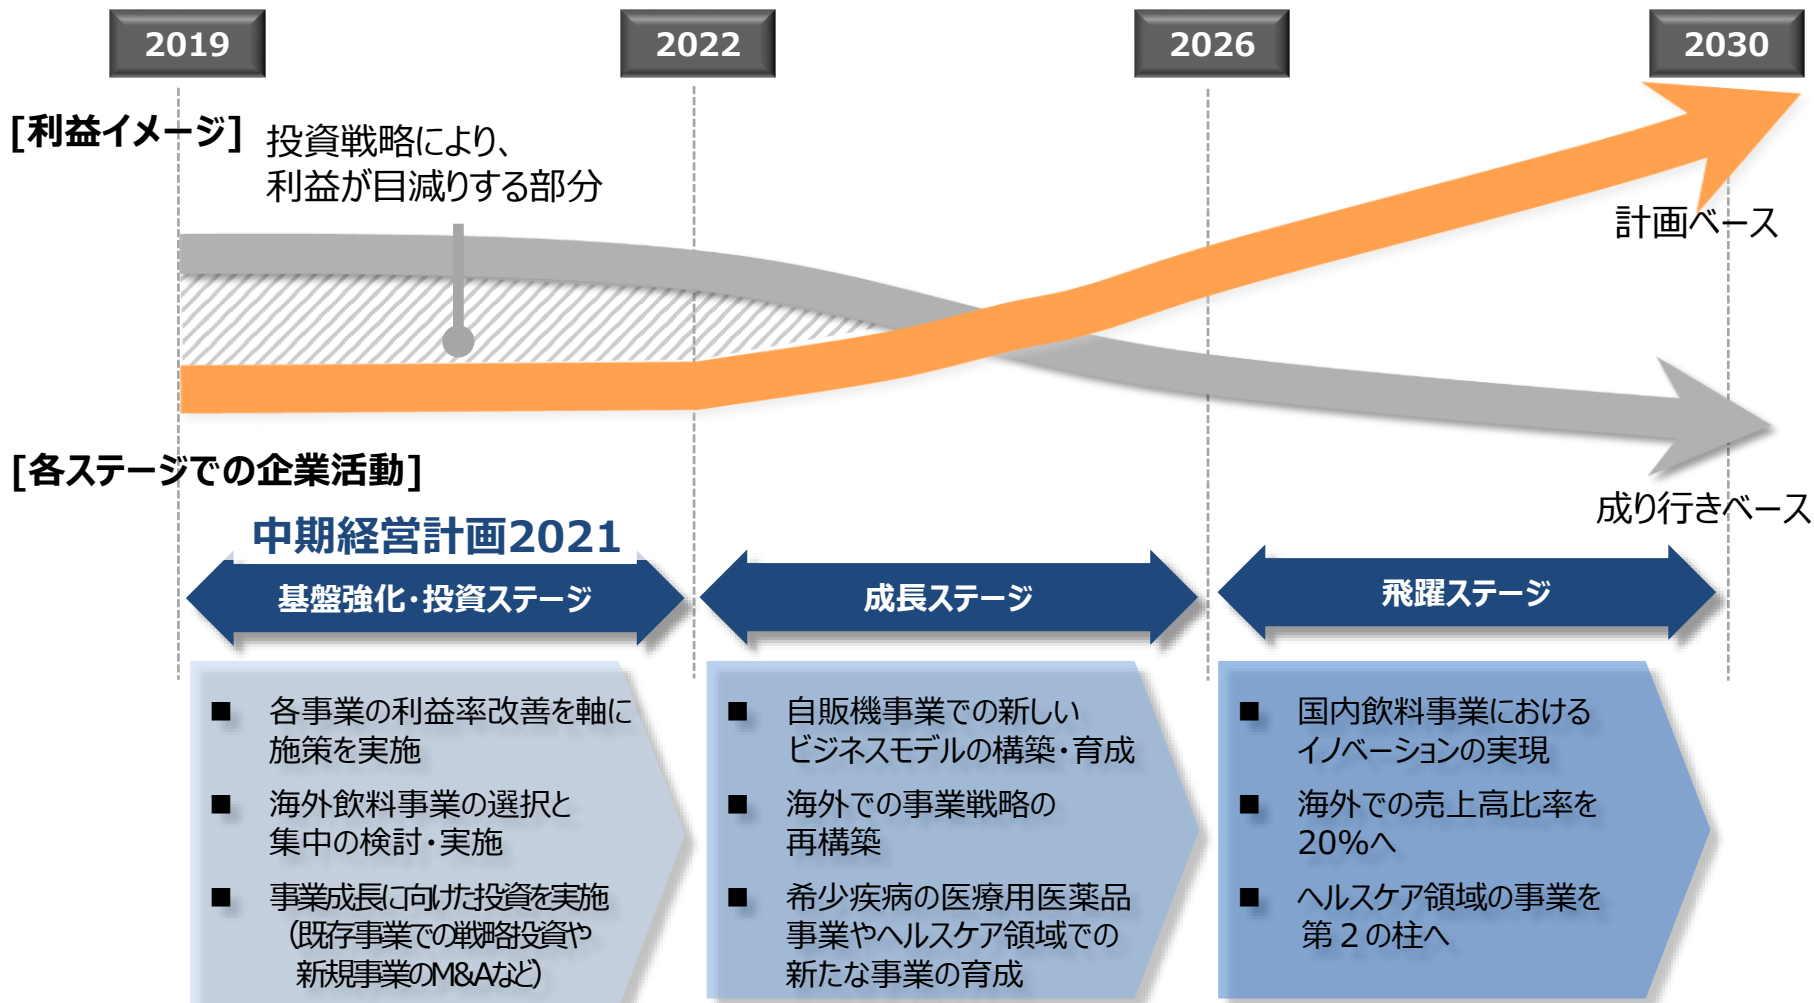 2019
2022
2026
2030
[利益イメージ]
投資戦略により、
利益が目減りする部分
計画ベース
成り行きベース
[各ステージでの企業活動]
中期経営計画2021
基盤強化・投資ステージ
成長ステージ
飛躍ステージ
■ 各事業の利益率改善を軸に
施策を実施
■ 海外飲料事業の選択と
集中の検討・実施
■ 事業成長に向けた投資を実施
（既存事業での戦略投資や
新規事業のM&Aなど）
■ 自販機事業での新しい
ビジネスモデルの構築・育成
■ 海外での事業戦略の
再構築
■ 希少疾病の医療用医薬品
事業やヘルスケア領域での
新たな事業の育成
■ 国内飲料事業における
イノベーションの実現
■ 海外での売上高比率を
20%へ
■ ヘルスケア領域の事業を
第２の柱へ